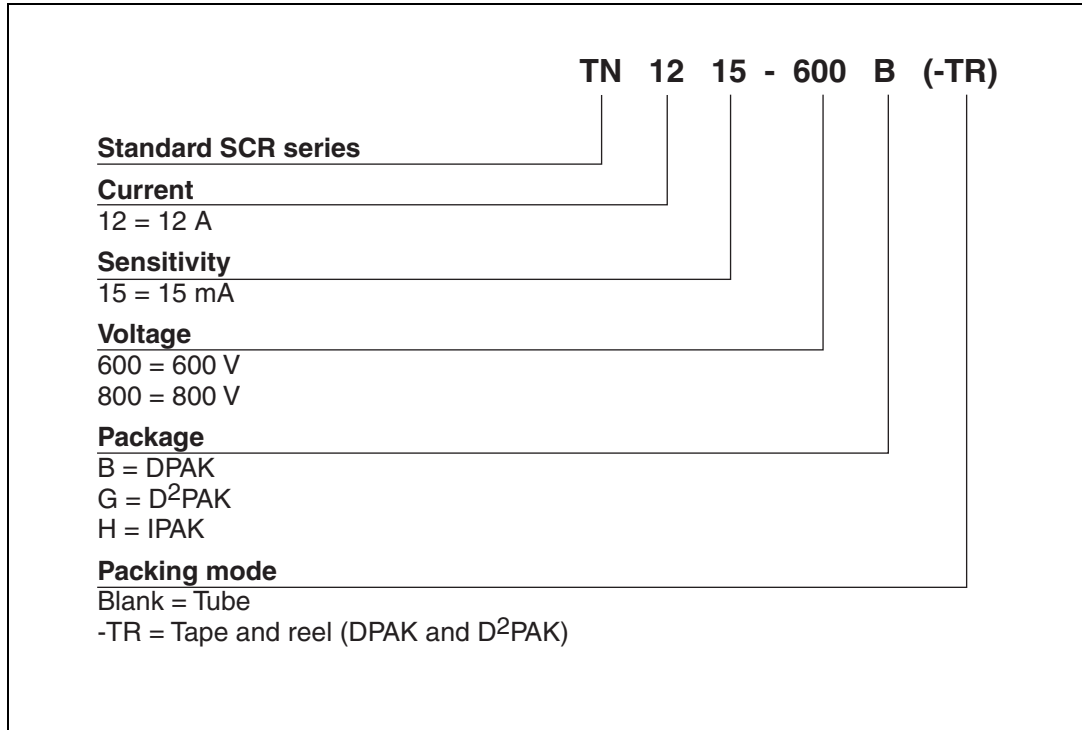 TN 12 15 - 600 B (-TR)
Standard SCR series
Current
12 = 12 A
Sensitivity
15 = 15 mA
Voltage
600 = 600 V
800 = 800 V
Package
B = DPAK
G = D²PAK
H = IPAK
Packing mode
Blank = Tube
-TR = Tape and reel (DPAK and D²PAK)